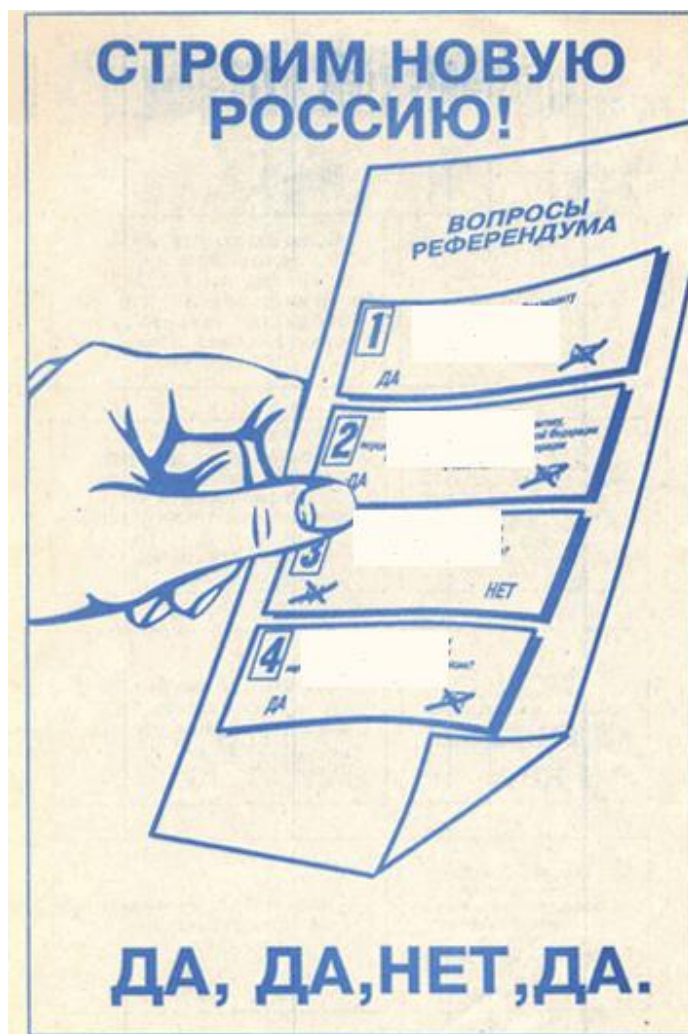 СТРОИМ НОВУЮ
РОССИЮ!
ВОПРОСЫ
РЕФЕРЕНДУМА
1
ДА
2
ДА
3
НЕТ
4
ДА
ДА, ДА,НЕТ,ДА.